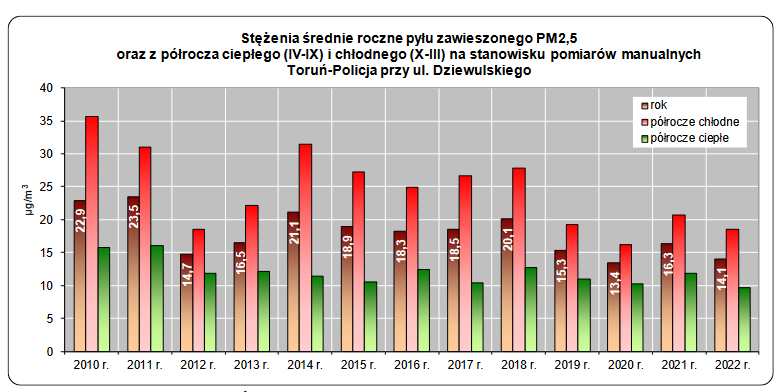 Stężenia średnie roczne pyłu zawieszonego PM2,5
oraz z półrocza ciepłego (IV-IX) i chłodnego (X-III) na stanowisku pomiarów manualnych
Toruń-Policja przy ul. Dziewulskiego
40
35
30
25
20
15
10
5
0
µg/m³
rok
półrocze chłodne
półrocze ciepłe
22,9
23,5
14,7
16,5
21,1
18,9
18,3
18,5
20,1
15,3
13,4
16,3
14,1
2010 r. 2011 r. 2012 r. 2013 r. 2014 r. 2015 r. 2016 r. 2017 r. 2018 r. 2019 r. 2020 r. 2021 r. 2022 r.